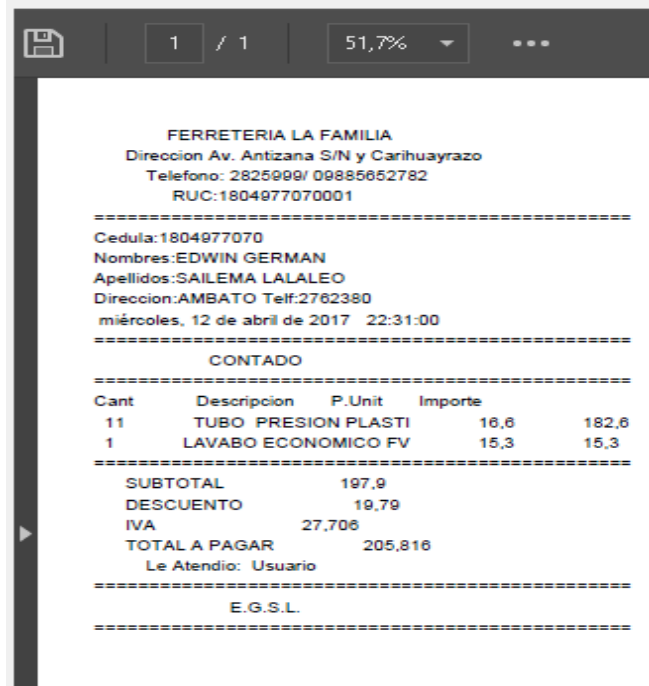 1 / 1 51,7%
FERRETERIA LA FAMILIA
Direccion Av. Antizana S/N y Carihuayrazo
Telefono: 2825999/ 09885652782
RUC:1804977070001
==================================================
Cedula:1804977070
Nombres:EDWIN GERMAN
Apellidos:SAILEMA LALALEO
Direccion:AMBATO Telf:2762380
miércoles, 12 de abril de 2017 22:31:00
==================================================
CONTADO
==================================================
Cant Descripcion P.Unit Importe
11 TUBO PRESION PLASTI 16,6 182,6
1 LAVABO ECONOMICO FV 15,3 15,3
==================================================
SUBTOTAL 197,9
DESCUENTO 19,79
IVA 27,706
TOTAL A PAGAR 205,816
Le Atendio: Usuario
==================================================
E.G.S.L.
==================================================